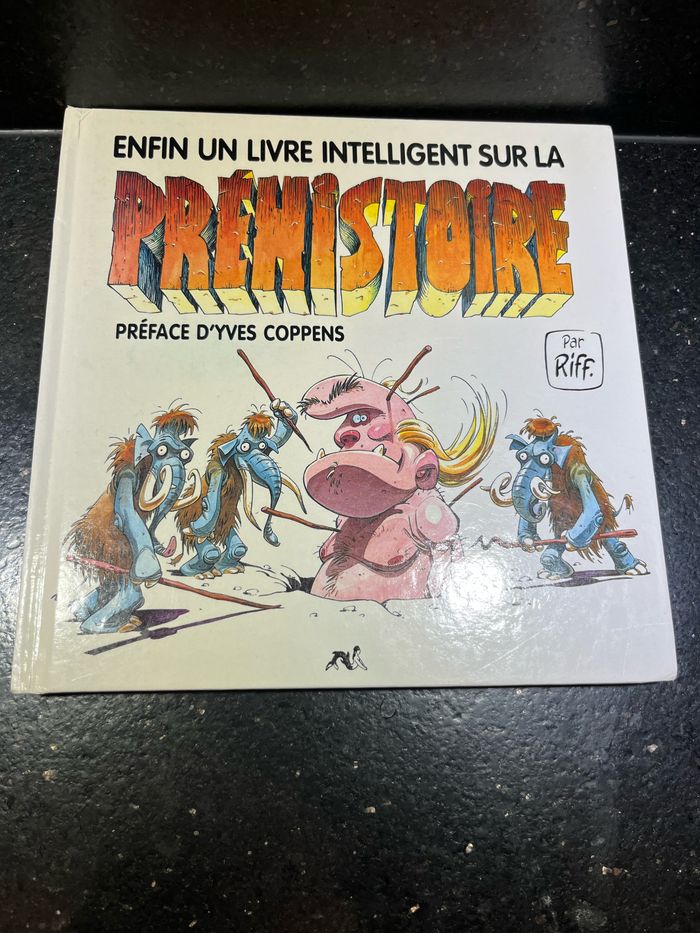 ENFIN UN LIVRE INTELLIGENT SUR LA
PRÉHISTOIRE
PRÉFACE D'YVES COPPENS
Par
Riff.